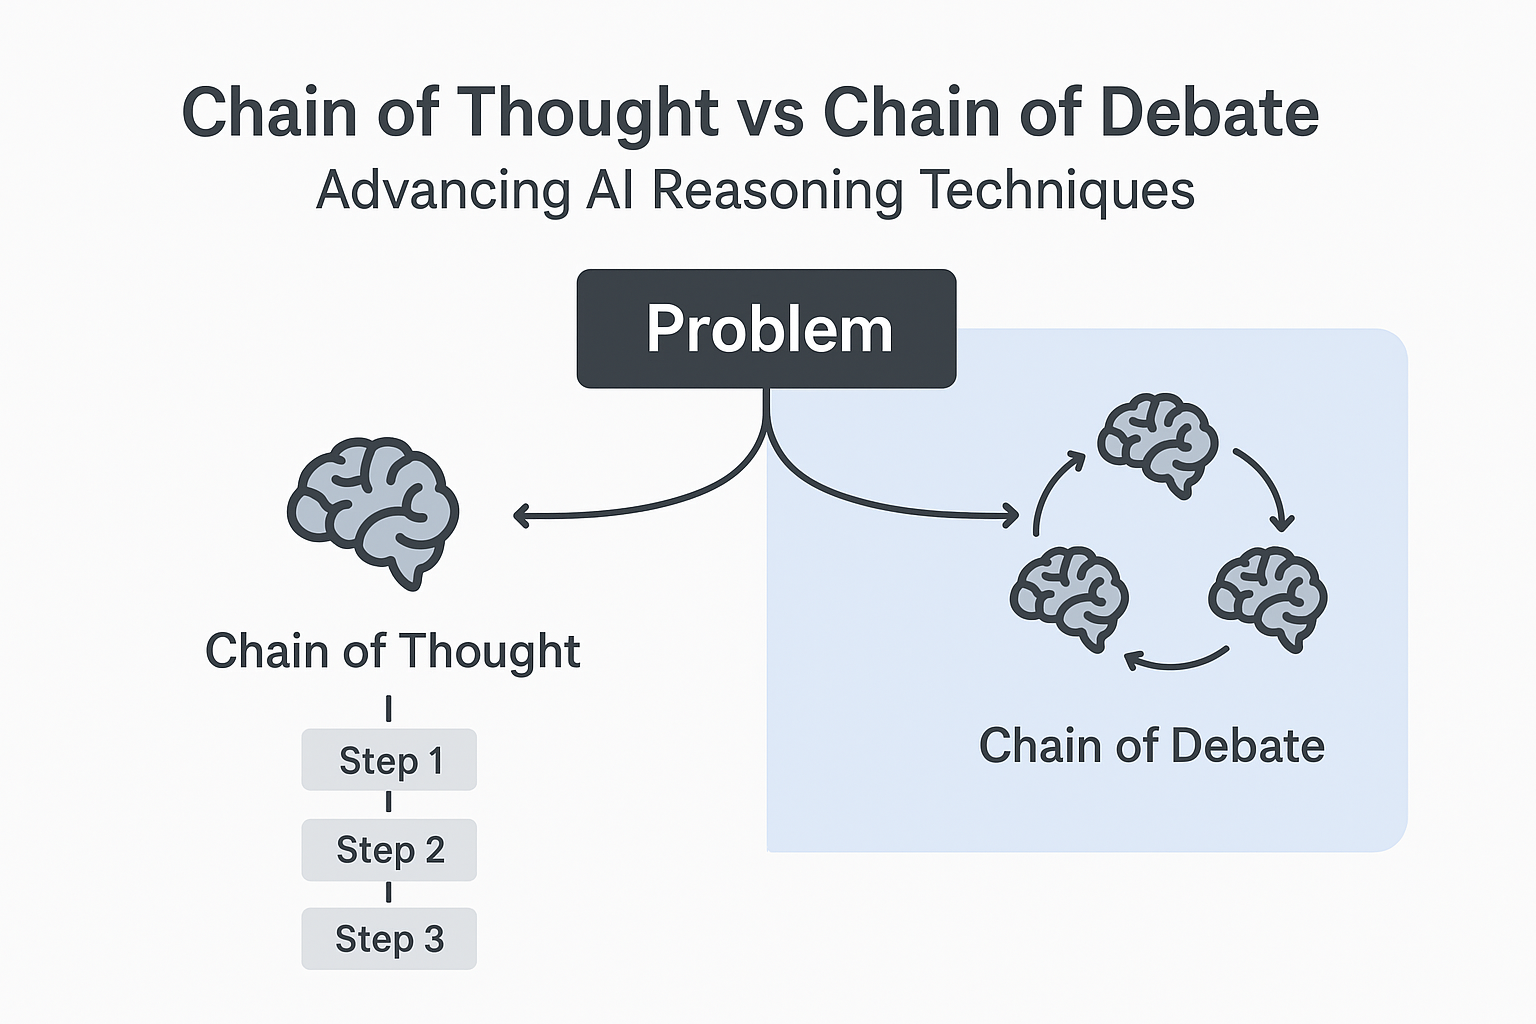 Chain of Thought vs Chain of Debate
Advancing AI Reasoning Techniques
Problem
Chain of Thought
Step 1
Step 2
Step 3
Chain of Debate